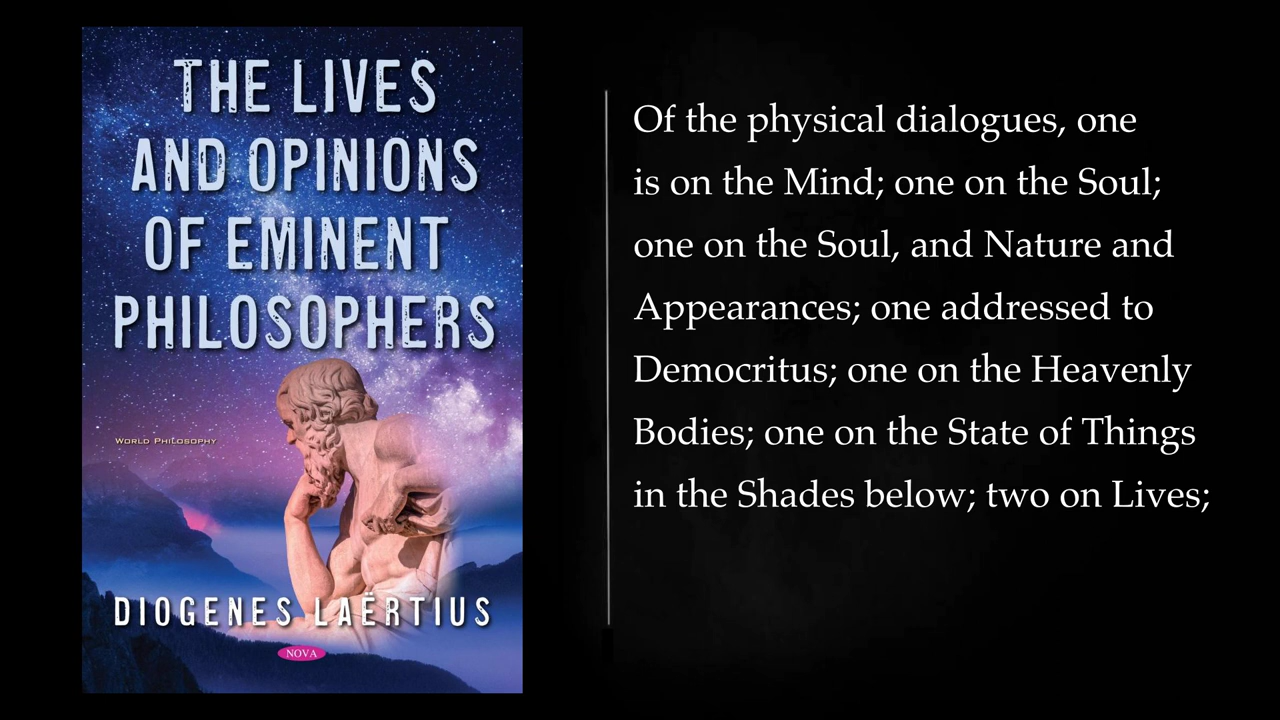 THE LIVES
AND OPINIONS
OF EMINENT
PHILOSOPHERS
WORLD PHILOSOPHY
DIOGENES LAËRTIUS
NOVA
Of the physical dialogues, one
is on the Mind; one on the Soul;
one on the Soul, and Nature and
Appearances; one addressed to
Democritus; one on the Heavenly
Bodies; one on the State of Things
in the Shades below; two on Lives;